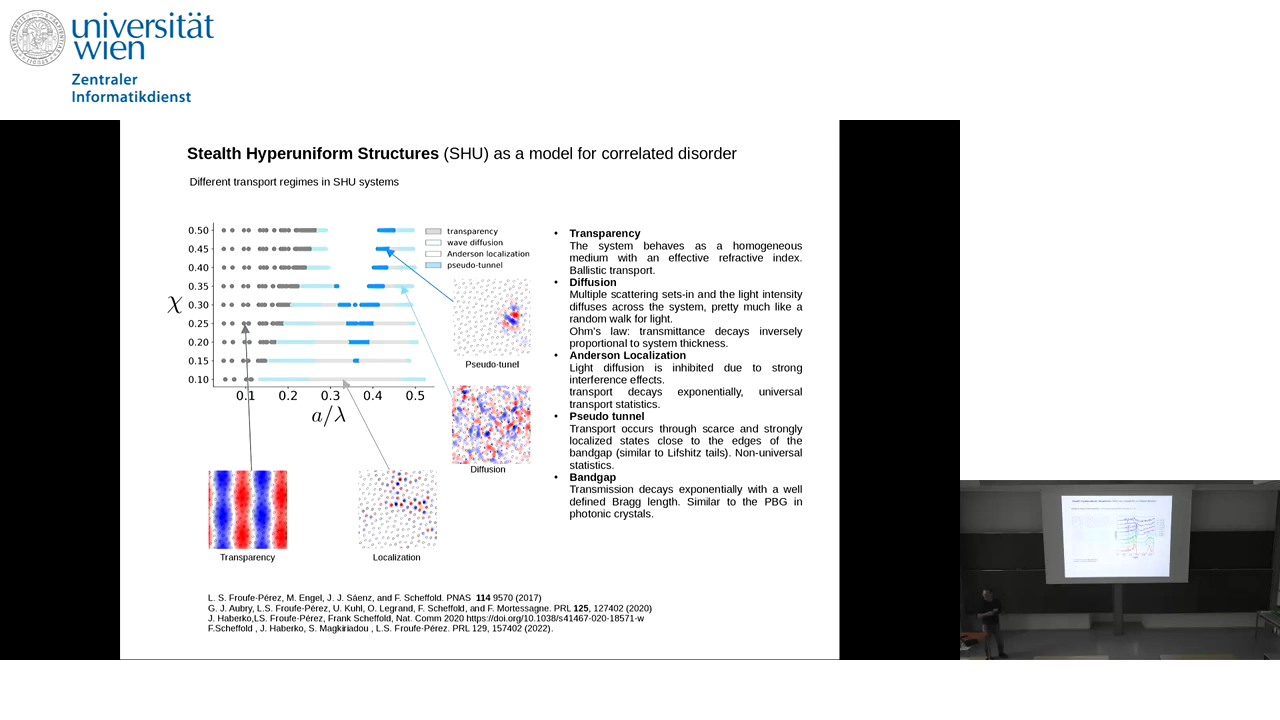 universität
wien
Zentraler
Informatikdienst
Stealth Hyperuniform Structures (SHU) as a model for correlated disorder
Different transport regimes in SHU systems
0.50
0.45
0.40
0.35
0.30
0.25
0.20
0.15
0.10
χ
0.1 0.2 0.3 0.4 0.5
a/λ
transparency
wave diffusion
Anderson localization
pseudo-tunnel
Pseudo-tunel
Diffusion
Transparency
Localization
• Transparency
The system behaves as a homogeneous
medium with an effective refractive index.
Ballistic transport.
• Diffusion
Multiple scattering sets-in and the light intensity
diffuses across the system, pretty much like a
random walk for light.
Ohm's law: transmittance decays inversely
proportional to system thickness.
• Anderson Localization
Light diffusion is inhibited due to strong
interference effects.
transport decays exponentially, universal
transport statistics.
• Pseudo tunnel
Transport occurs through scarce and strongly
localized states close to the edges of the
bandgap (similar to Lifshitz tails). Non-universal
statistics.
• Bandgap
Transmission decays exponentially with a well
defined Bragg length. Similar to the PBG in
photonic crystals.
L. S. Froufe-Pérez, M. Engel, J. J. Sáenz, and F. Scheffold. PNAS 114 9570 (2017)
G. J. Aubry, L.S. Froufe-Pérez, U. Kuhl, O. Legrand, F. Scheffold, and F. Mortessagne. PRL 125, 127402 (2020)
J. Haberko,LS. Froufe-Pérez, Frank Scheffold, Nat. Comm 2020 https://doi.org/10.1038/s41467-020-18571-w
F.Scheffold , J. Haberko, S. Magkiriadou , L.S. Froufe-Pérez. PRL 129, 157402 (2022).